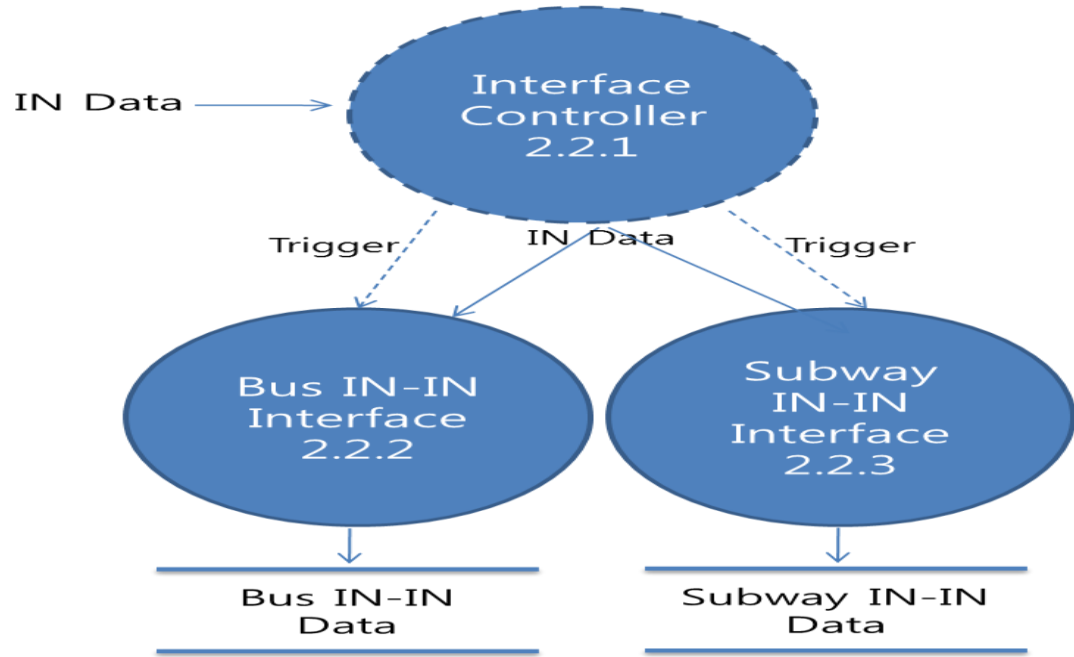 Interface
Controller
2.2.1
IN Data
Trigger
IN Data
Trigger
Bus IN-IN
Interface
2.2.2
Subway
IN-IN
Interface
2.2.3
Bus IN-IN
Data
Subway IN-IN
Data